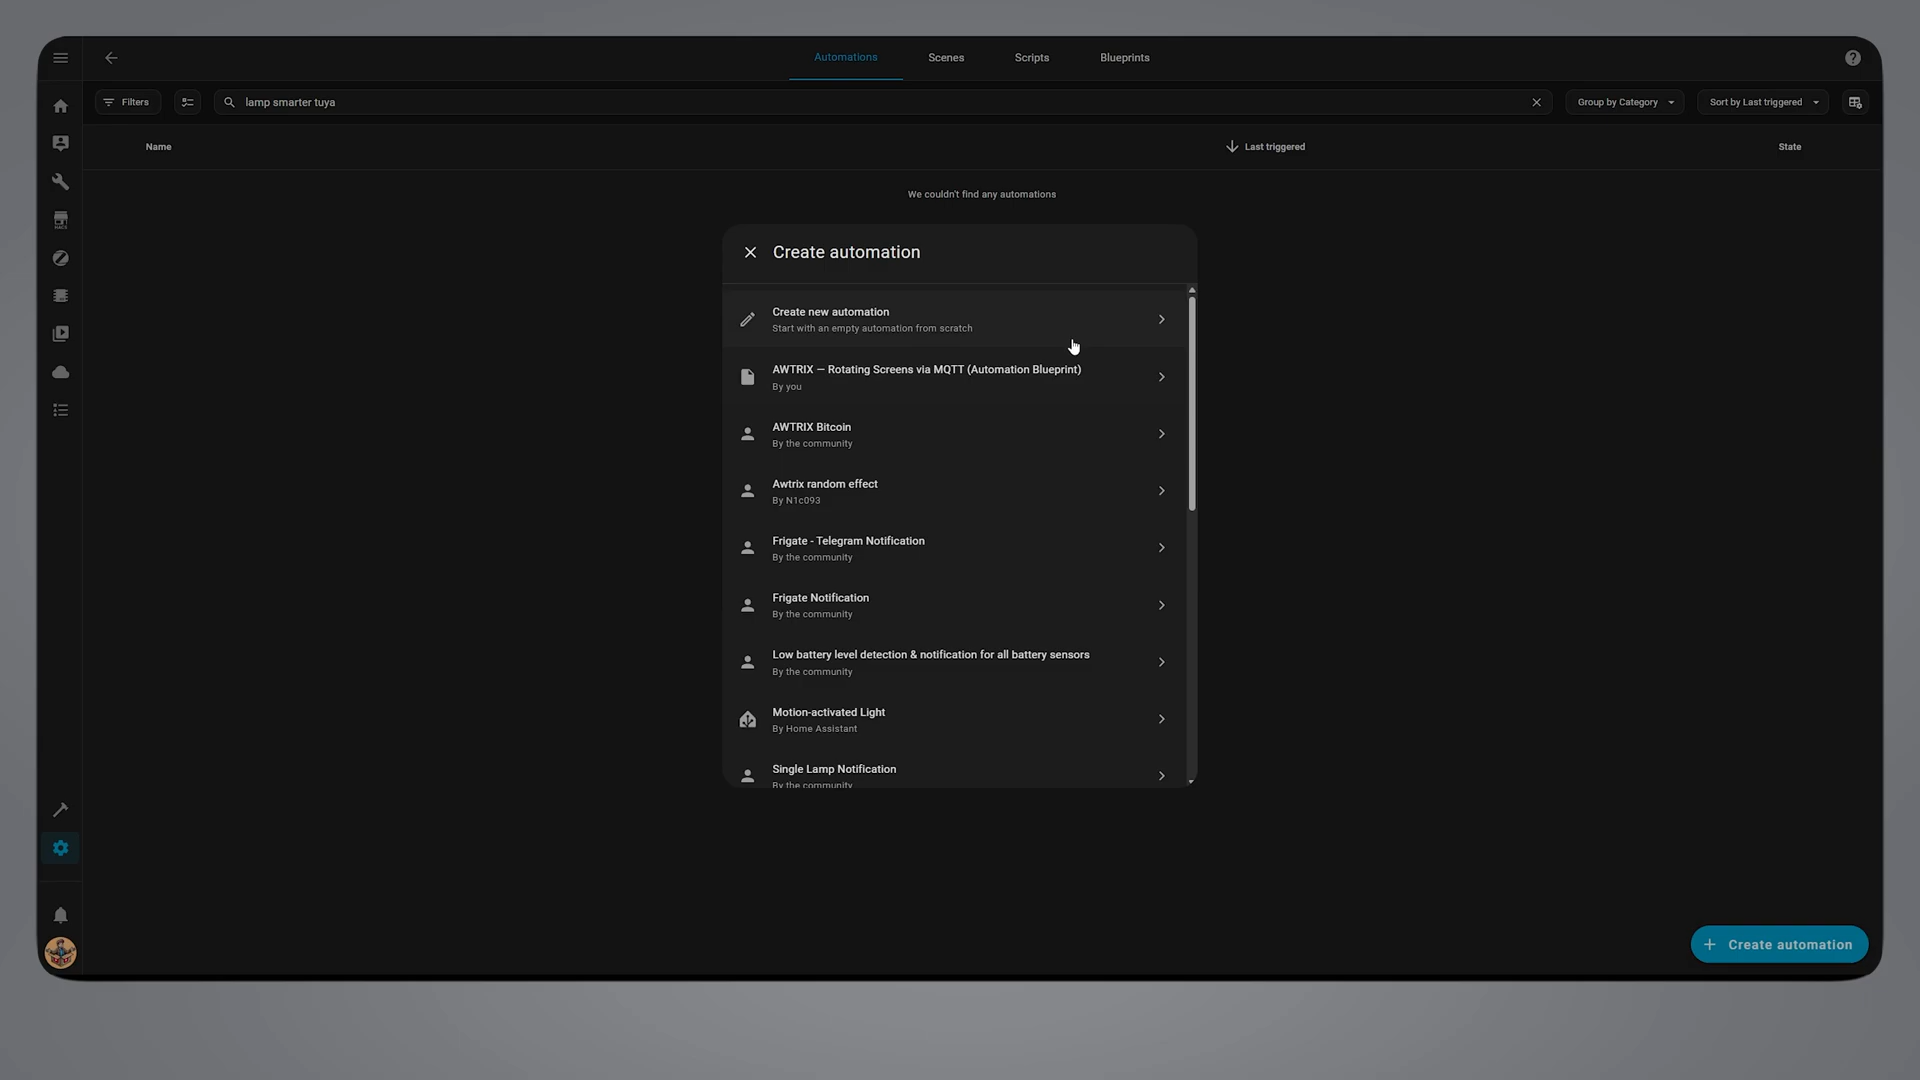 Automations
Scenes
Scripts
Blueprints
Filters
lamp smarter tuya
Group by Category
Sort by Last triggered
HACS
Name
Last triggered
State
We couldn't find any automations
Create automation
Create new automation
Start with an empty automation from scratch
AWTRIX — Rotating Screens via MQTT (Automation Blueprint)
By you
AWTRIX Bitcoin
By the community
Awtrix random effect
By N1c093
Frigate - Telegram Notification
By the community
Frigate Notification
By the community
Low battery level detection & notification for all battery sensors
By the community
Motion-activated Light
By Home Assistant
Single Lamp Notification
By the community
Create automation